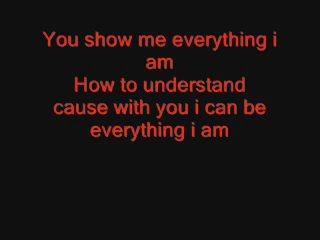 You show me everything i
am
How to understand
cause with you i can be
everything i am